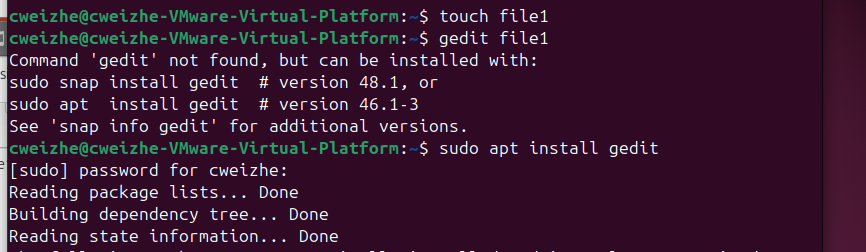 cweizhe@cweizhe-VMware-Virtual-Platform:~$ touch file1
cweizhe@cweizhe-VMware-Virtual-Platform:~$ gedit file1
Command 'gedit' not found, but can be installed with:
sudo snap install gedit  # version 48.1, or
sudo apt  install gedit  # version 46.1-3
See 'snap info gedit' for additional versions.
cweizhe@cweizhe-VMware-Virtual-Platform:~$ sudo apt install gedit
[sudo] password for cweizhe:
Reading package lists... Done
Building dependency tree... Done
Reading state information... Done